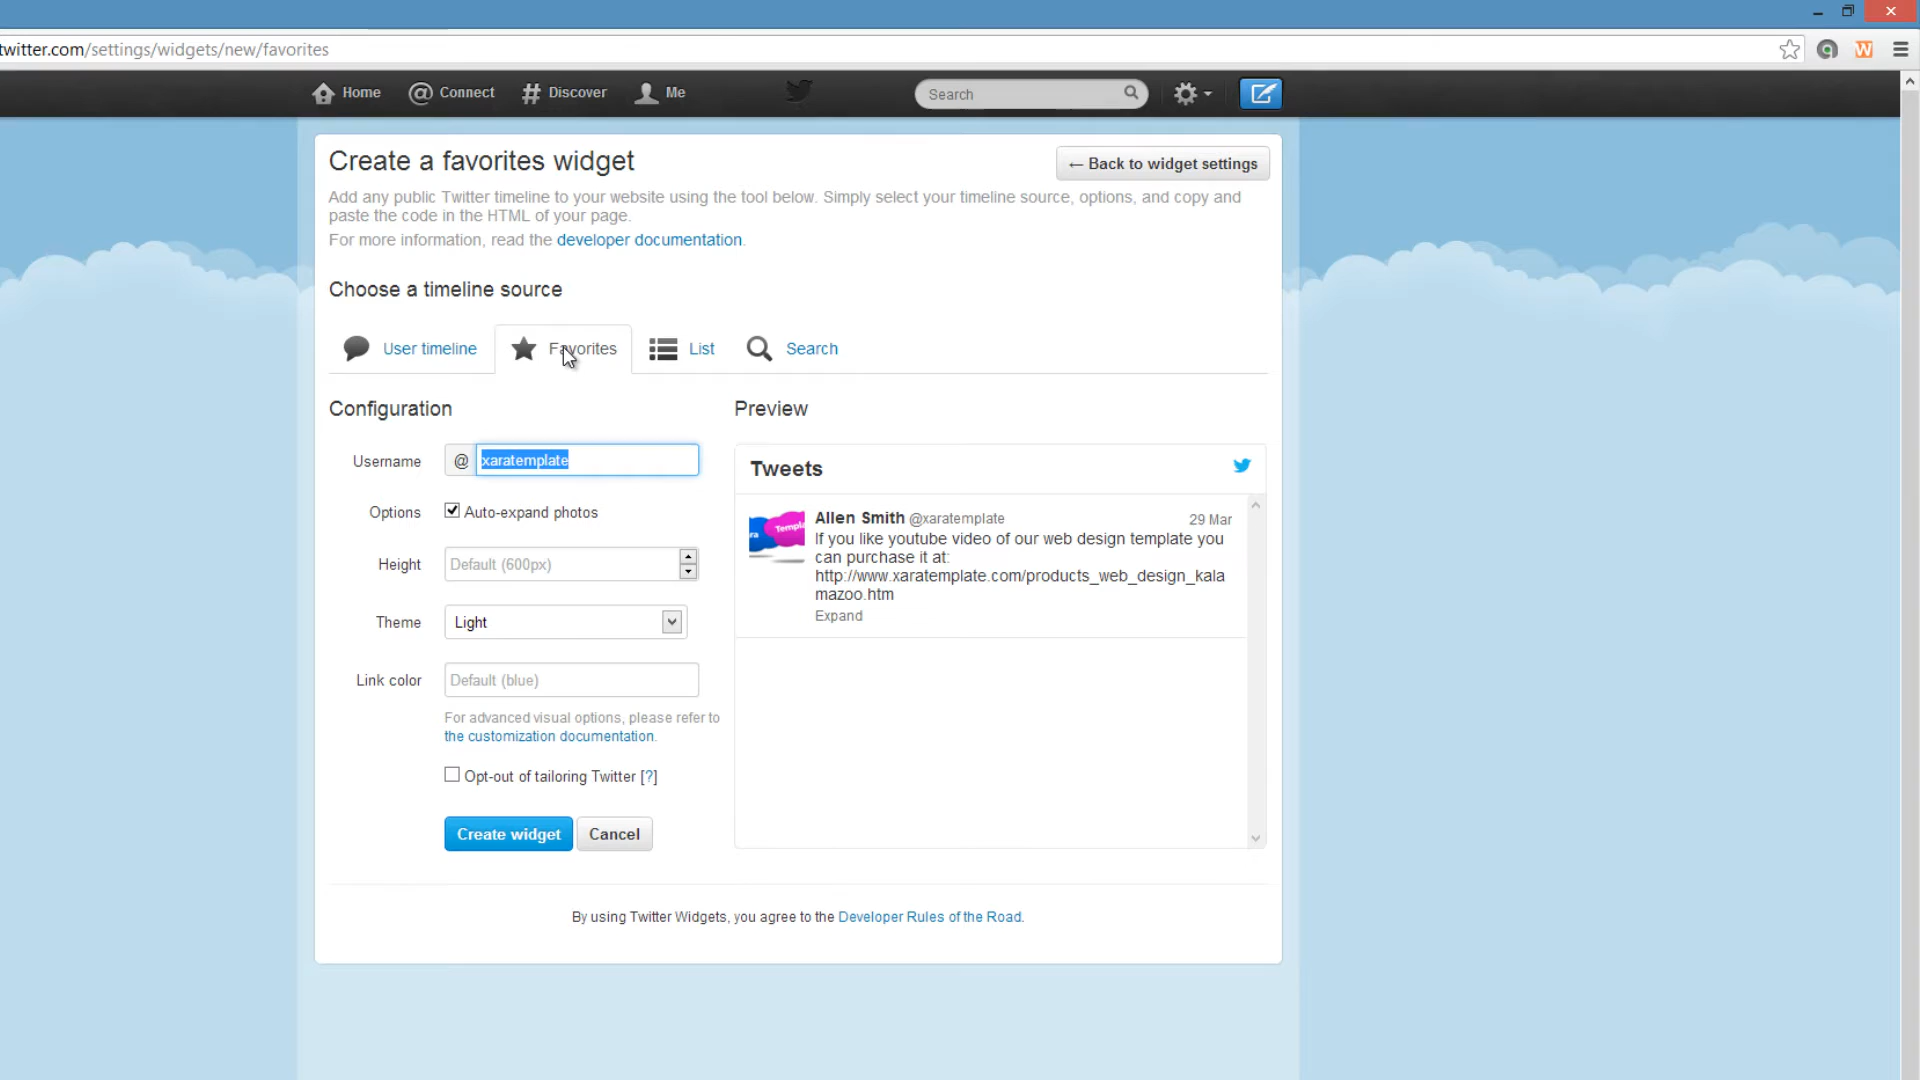 twitter.com/settings/widgets/new/favorites
W
Home
Connect
Discover
Me
Search
Create a favorites widget
← Back to widget settings
Add any public Twitter timeline to your website using the tool below. Simply select your timeline source, options, and copy and
paste the code in the HTML of your page.
For more information, read the developer documentation.
Choose a timeline source
User timeline
Favorites
List
Search
Configuration
Preview
Username @ xaratemplate
Options Auto-expand photos
Height Default (600px)
Theme Light
Link color Default (blue)
For advanced visual options, please refer to
the customization documentation.
Opt-out of tailoring Twitter [?]
Create widget
Cancel
Tweets
Allen Smith @xaratemplate 29 Mar
If you like youtube video of our web design template you
can purchase it at:
http://www.xaratemplate.com/products_web_design_kala
mazoo.htm
Expand
By using Twitter Widgets, you agree to the Developer Rules of the Road.